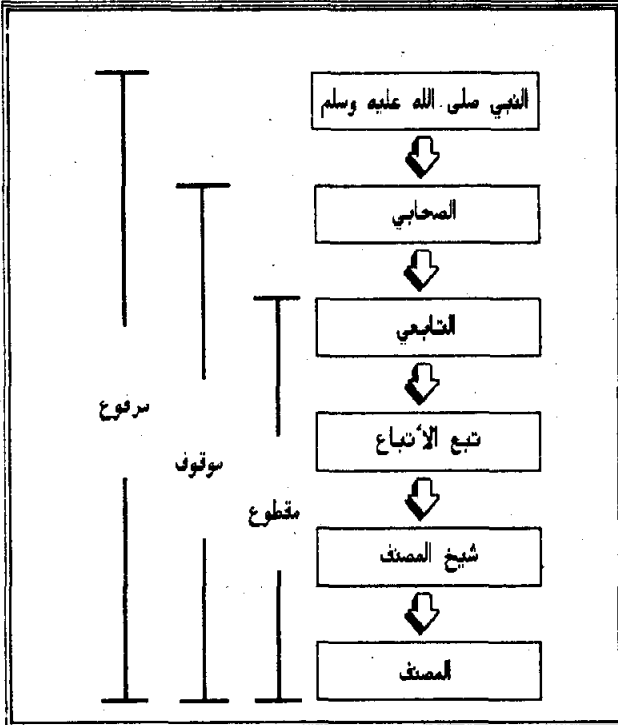 النبي صلى الله عليه وسلم
الصحابي
التابعي
مرفوع
تبع الأتباع
موقوف
مقطوع
شيخ المصنف
المصنف